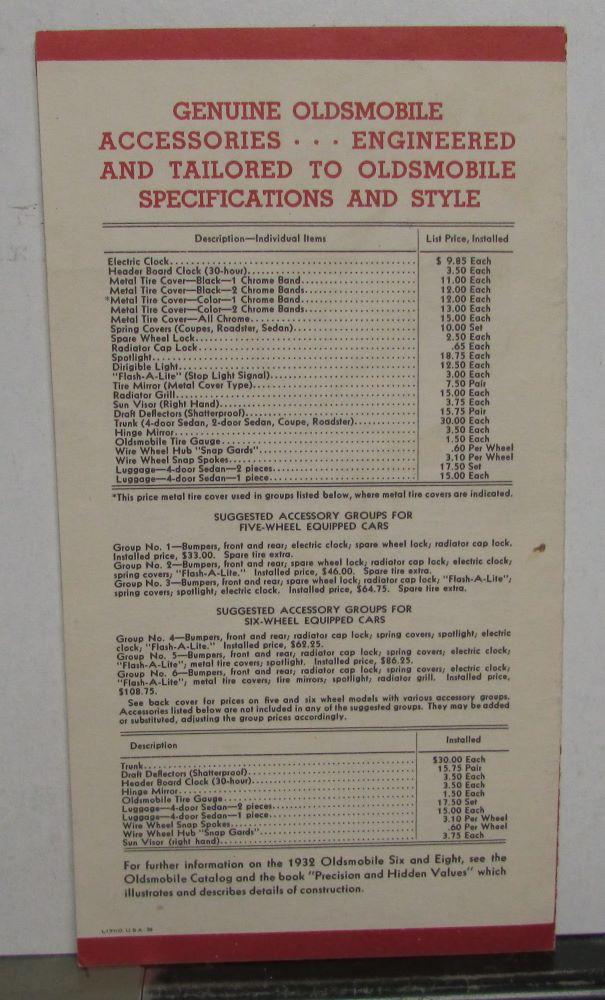 GENUINE OLDSMOBILE
ACCESSORIES . . . ENGINEERED
AND TAILORED TO OLDSMOBILE
SPECIFICATIONS AND STYLE
Description—Individual Items List Price, Installed
Electric Clock $ 9.85 Each
Header Board Clock (30-hour) 3.50 Each
Metal Tire Cover—Black—1 Chrome Band 11.00 Each
Metal Tire Cover—Black—2 Chrome Bands 12.00 Each
*Metal Tire Cover—Color—1 Chrome Band 12.00 Each
Metal Tire Cover—Color—2 Chrome Bands 13.00 Each
Metal Tire Cover—All Chrome 15.00 Each
Spring Covers (Coupes, Roadster, Sedan) 10.00 Set
Spare Wheel Lock 2.50 Each
Radiator Cap Lock .65 Each
Spotlight 18.75 Each
Dirigible Light 12.50 Each
"Flash-A-Lite" (Stop Light Signal) 3.00 Each
Tire Mirror (Metal Cover Type) 7.50 Pair
Radiator Grill 15.00 Each
Sun Visor (Right Hand) 3.75 Each
Draft Deflectors (Shatterproof) 15.75 Pair
Trunk (4-door Sedan, 2-door Sedan, Coupe, Roadster) 30.00 Each
Hinge Mirror 3.50 Each
Oldsmobile Tire Gauge 1.50 Each
Wire Wheel Hub "Snap Gards" .60 Per Wheel
Wire Wheel Snap Spokes 3.10 Per Wheel
Luggage—4-door Sedan—2 pieces 17.50 Set
Luggage—4-door Sedan—1 piece 15.00 Each
*This price metal tire cover used in groups listed below, where metal tire covers are indicated.
SUGGESTED ACCESSORY GROUPS FOR
FIVE-WHEEL EQUIPPED CARS
Group No. 1—Bumpers, front and rear; electric clock; spare wheel lock; radiator cap lock.
Installed price, $33.00. Spare tire extra.
Group No. 2—Bumpers, front and rear; spare wheel lock; radiator cap lock; electric clock;
spring covers; "Flash-A-Lite." Installed price, $46.00. Spare tire extra.
Group No. 3—Bumpers, front and rear; spare wheel lock; radiator cap lock; "Flash-A-Lite";
spring covers; spotlight; electric clock. Installed price, $64.75. Spare tire extra.
SUGGESTED ACCESSORY GROUPS FOR
SIX-WHEEL EQUIPPED CARS
Group No. 4—Bumpers, front and rear; radiator cap lock; spring covers; spotlight; electric
clock; "Flash-A-Lite." Installed price, $62.25.
Group No. 5—Bumpers, front and rear; radiator cap lock; spring covers; electric clock;
"Flash-A-Lite"; metal tire covers; spotlight. Installed price, $86.25.
Group No. 6—Bumpers, front and rear; radiator cap lock; spring covers; electric clock;
"Flash-A-Lite"; metal tire covers; tire mirrors; spotlight; radiator grill. Installed price,
$108.75.
See back cover for prices on five and six wheel models with various accessory groups.
Accessories listed below are not included in any of the suggested groups. They may be added
or substituted, adjusting the group prices accordingly.
Description Installed
Trunk $30.00 Each
Draft Deflectors (Shatterproof) 15.75 Pair
Header Board Clock (30-hour) 3.50 Each
Hinge Mirror 3.50 Each
Oldsmobile Tire Gauge 1.50 Each
Luggage—4-door Sedan—2 pieces 17.50 Set
Luggage—4-door Sedan—1 piece 15.00 Each
Wire Wheel Snap Spokes 3.10 Per Wheel
Wire Wheel Hub "Snap Gards" .60 Per Wheel
Sun Visor (right hand) 3.75 Each
For further information on the 1932 Oldsmobile Six and Eight, see the
Oldsmobile Catalog and the book "Precision and Hidden Values" which
illustrates and describes details of construction.
LITHO. U.S.A.